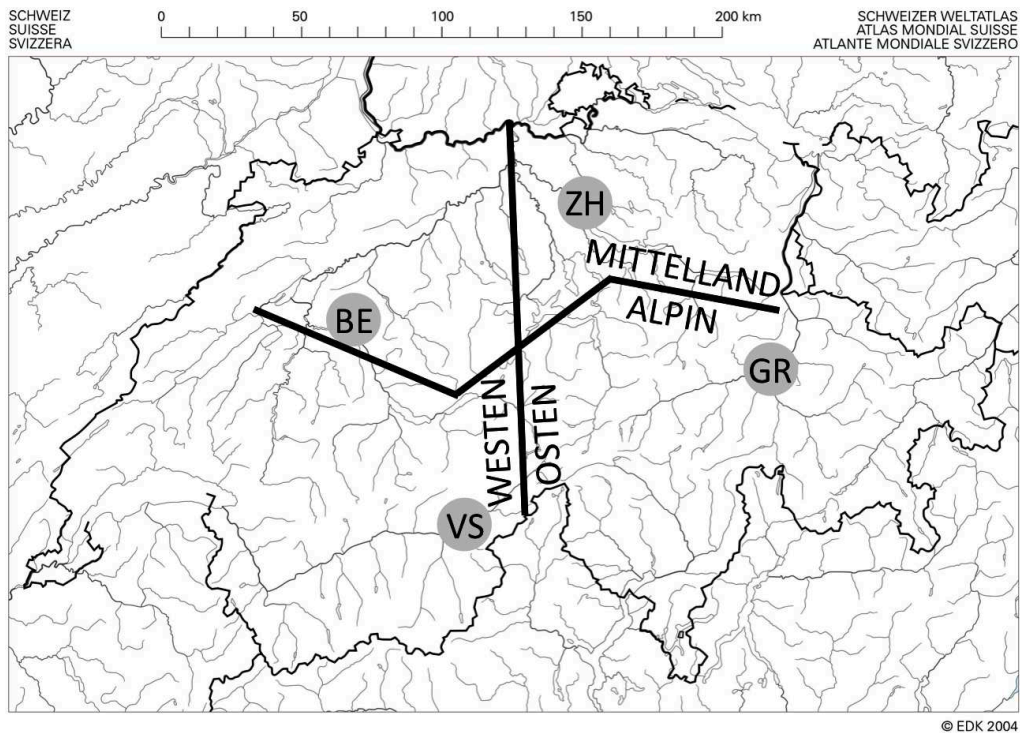 SCHWEIZ
SUISSE
SVIZZERA
0 50 100 150 200 km
SCHWEIZER WELTATLAS
ATLAS MONDIAL SUISSE
ATLANTE MONDIALE SVIZZERO
ZH
MITTELLAND
ALPIN
BE
GR
WESTEN
OSTEN
VS
© EDK 2004